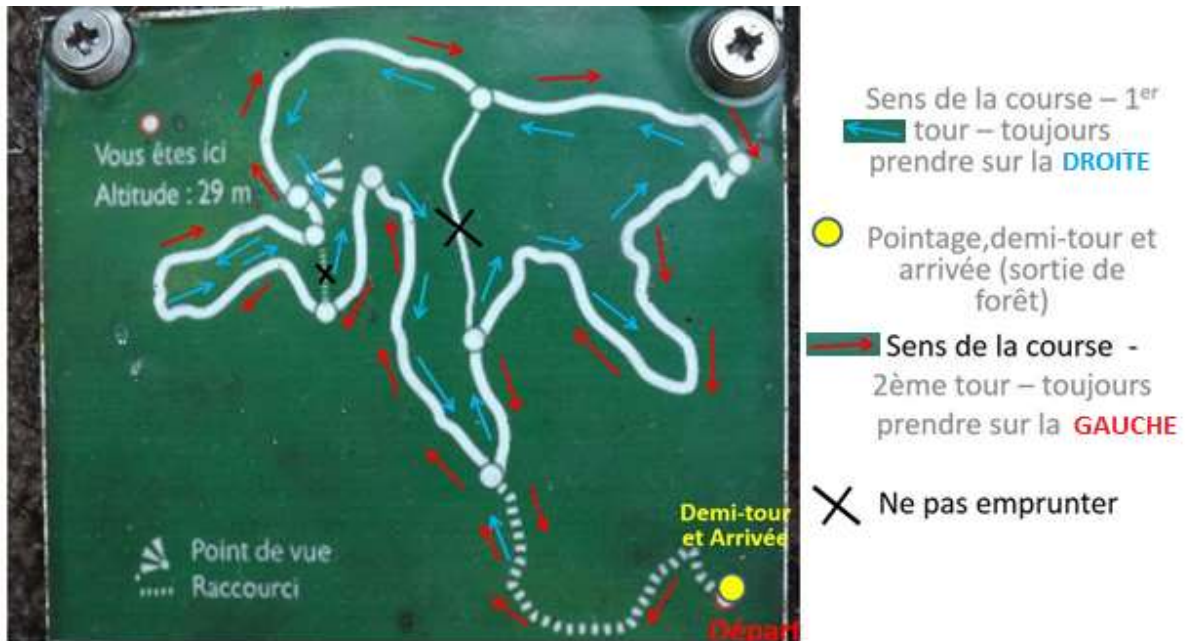 Vous êtes ici
Altitude : 29 m
Point de vue
Raccourci
Demi-tour
et Arrivée
Départ
Sens de la course – 1er
tour – toujours
prendre sur la DROITE
Pointage,demi-tour et
arrivée (sortie de
forêt)
Sens de la course -
2ème tour – toujours
prendre sur la GAUCHE
Ne pas emprunter